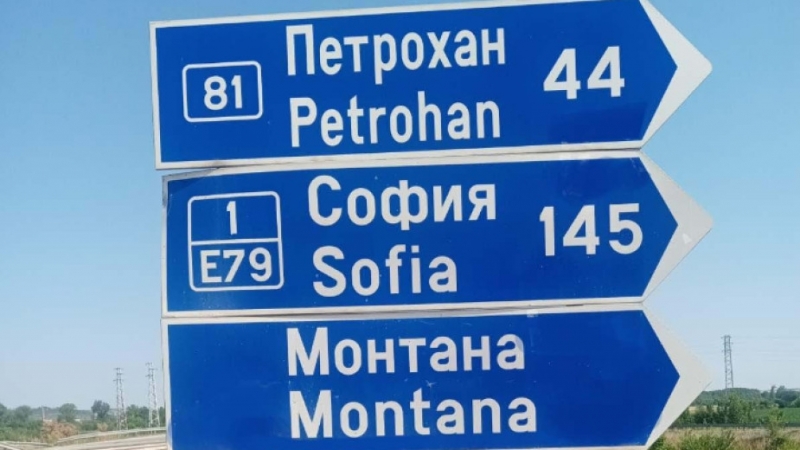 81
Петрохан
Petrohan
44
1
E79
София
Sofia
145
Монтана
Montana